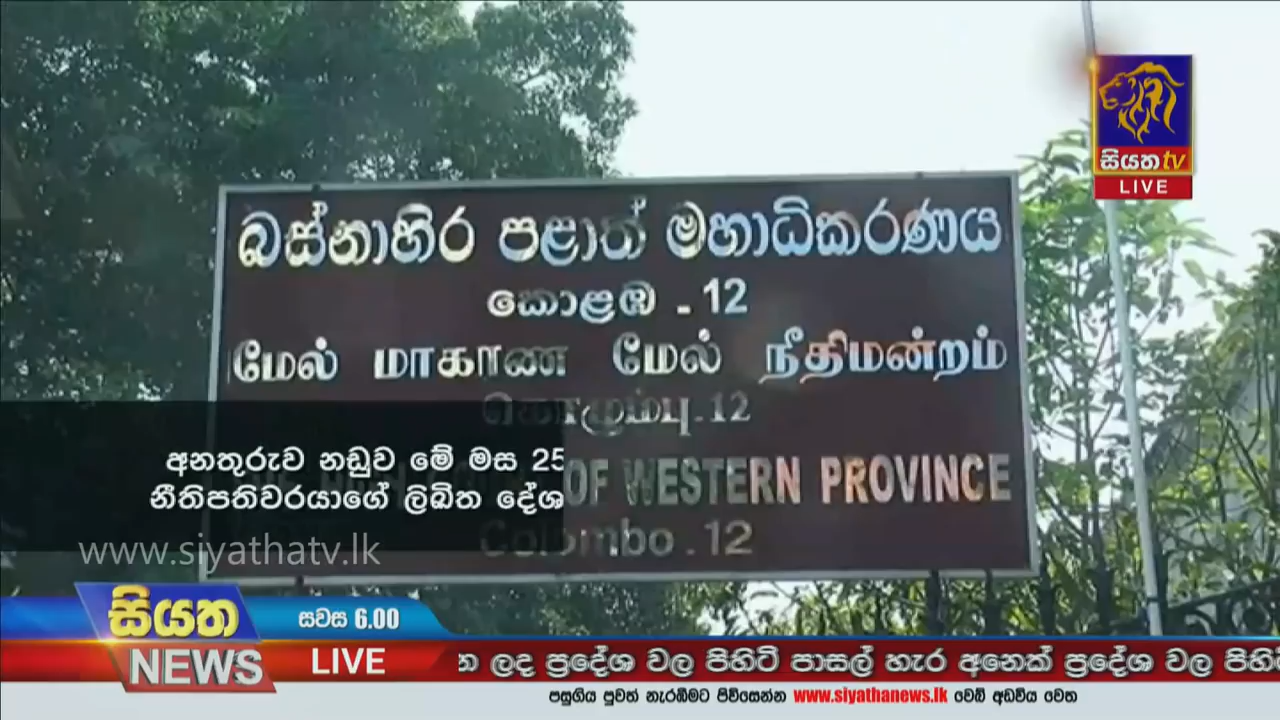 සියත tv
LIVE
බස්නාහිර පළාත් මහාධිකරණය
කොළඹ - 12
மேல் மாகாண மேல் நீதிமன்றம்
கொழும்பு.12
OF WESTERN PROVINCE
Colombo . 12
අනතුරුව නඩුව මේ මස 25
නීතිපතිවරයාගේ ලිඛිත දේශ
www.siyathatv.lk
සියත
NEWS
සවස 6.00
LIVE
න ලද ප්‍රදේශ වල පිහිටි පාසල් හැර අනෙක් ප්‍රදේශ වල පිහි
පසුගිය පුවත් නැරඹීමට පිවිසෙන්න www.siyathanews.lk වෙබ් අඩවිය වෙත